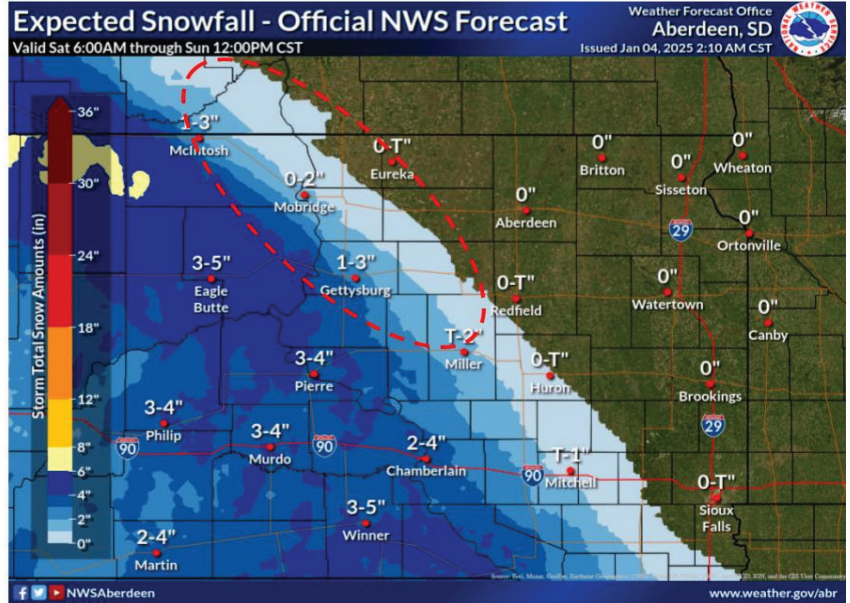 Expected Snowfall - Official NWS Forecast
Valid Sat 6:00AM through Sun 12:00PM CST
Weather Forecast Office
Aberdeen, SD
Issued Jan 04, 2025 2:10 AM CST
NATIONAL WEATHER SERVICE
Storm Total Snow Amounts (in)
36"
30"
24"
18"
12"
8"
6"
4"
2"
0"
1-3"
McIntosh
0-T"
Eureka
0"
Britton
0"
Sisseton
0"
Wheaton
0-2"
Mobridge
0"
Aberdeen
29
0"
Ortonville
3-5"
Eagle
Butte
1-3"
Gettysburg
0-T"
Redfield
0"
Watertown
0"
Canby
T-2"
Miller
3-4"
Pierre
0-T"
Huron
0"
Brookings
29
3-4"
Philip
90
3-4"
Murdo
90
2-4"
Chamberlain
90
T-1"
Mitchell
0-T"
Sioux
Falls
3-5"
Winner
2-4"
Martin
NWSAberdeen
www.weather.gov/abr